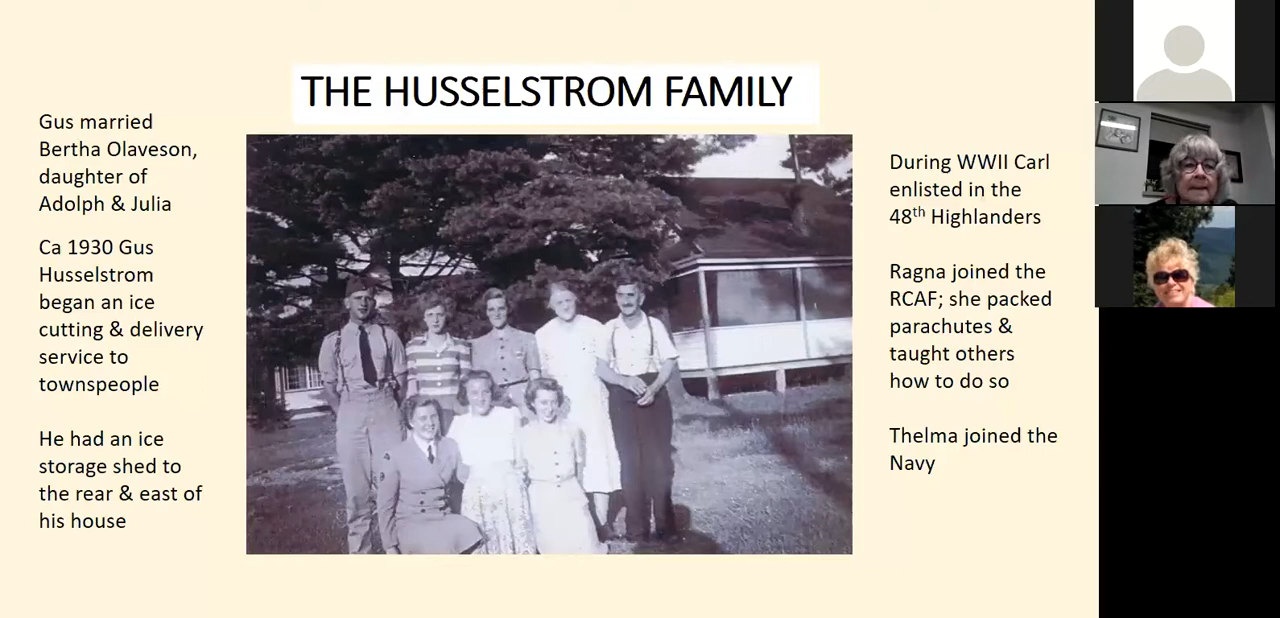 THE HUSSELSTROM FAMILY
Gus married
Bertha Olaveson,
daughter of
Adolph & Julia
Ca 1930 Gus
Husselstrom
began an ice
cutting & delivery
service to
townspeople
He had an ice
storage shed to
the rear & east of
his house
During WWII Carl
enlisted in the
48th Highlanders
Ragna joined the
RCAF; she packed
parachutes &
taught others
how to do so
Thelma joined the
Navy